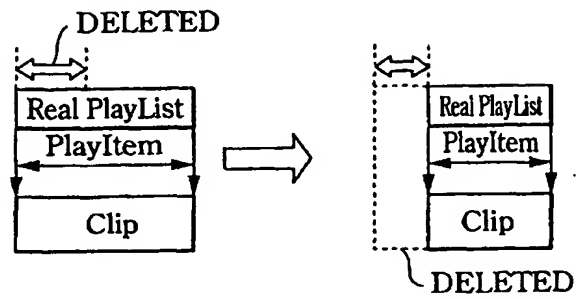 DELETED
Real PlayList
PlayItem
Clip
Real PlayList
PlayItem
Clip
DELETED